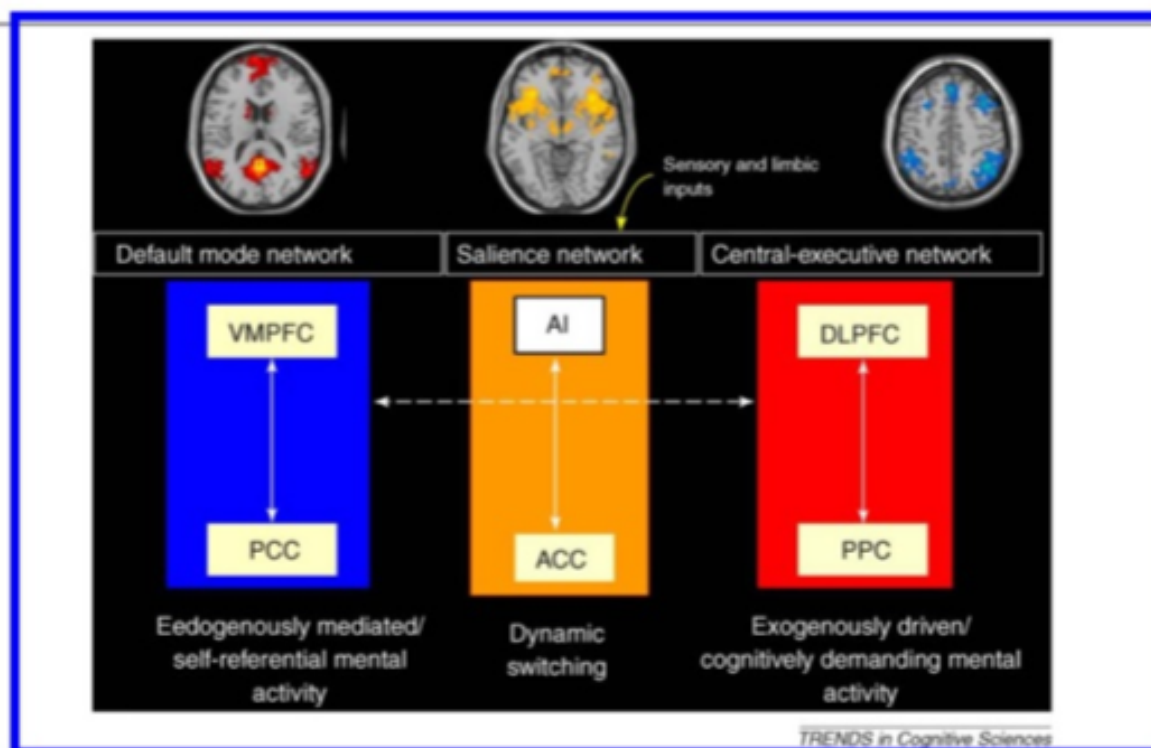 Sensory and limbic
inputs
Default mode network
Salience network
Central-executive network
VMPFC
AI
DLPFC
PCC
ACC
PPC
Eedogenously mediated/
self-referential mental
activity
Dynamic
switching
Exogenously driven/
cognitively demanding mental
activity
TRENDS in Cognitive Sciences